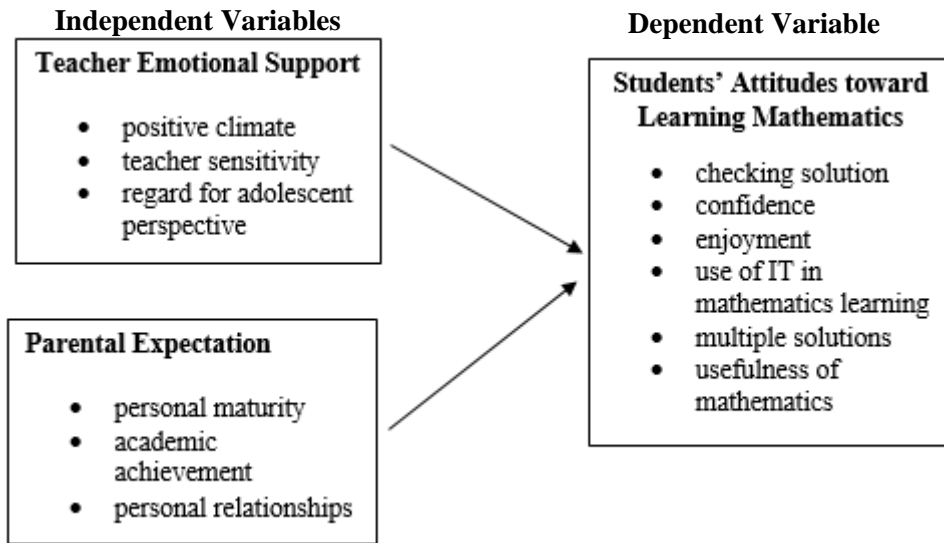 Independent Variables
Teacher Emotional Support
• positive climate
• teacher sensitivity
• regard for adolescent
perspective
Parental Expectation
• personal maturity
• academic
achievement
• personal relationships
Dependent Variable
Students’ Attitudes toward
Learning Mathematics
• checking solution
• confidence
• enjoyment
• use of IT in
mathematics learning
• multiple solutions
• usefulness of
mathematics